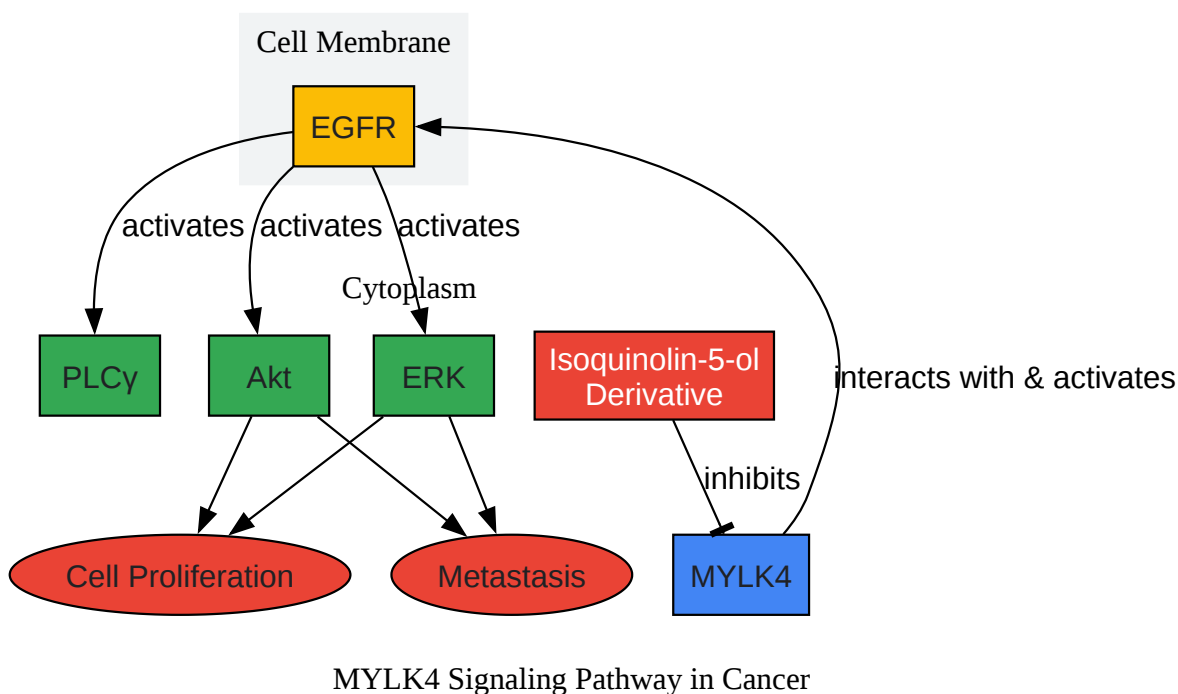 Cell Membrane
EGFR
activates
activates
activates
Cytoplasm
PLCγ
Akt
ERK
Isoquinolin-5-ol
Derivative
interacts with & activates
inhibits
Cell Proliferation
Metastasis
MYLK4
MYLK4 Signaling Pathway in Cancer